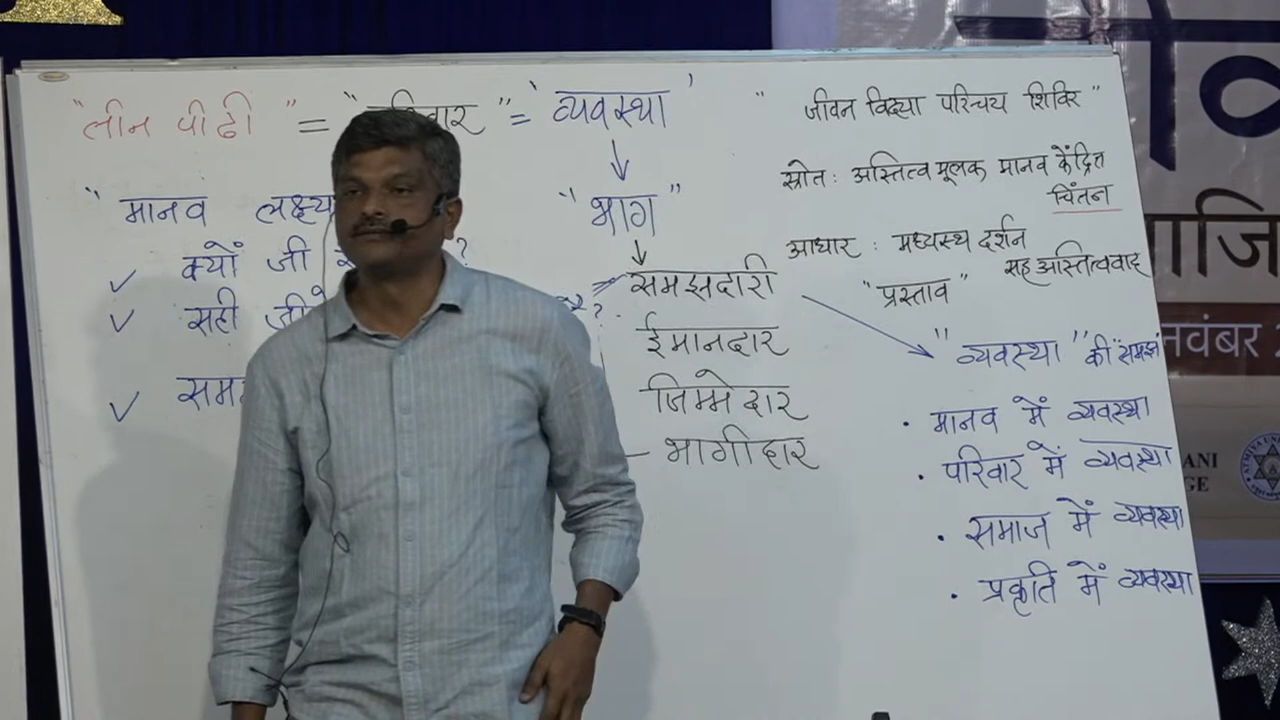 "तीन पीढी" = " "= 'व्यवस्था'
"मानव लक्ष्य
"भाग"
क्यों जी ?
सही जीने ?
समझदारी
ईमानदार
जिम्मेदार
भागीदार
" जीवन विद्या परिचय शिविर "
स्रोत: अस्तित्व मूलक मानव केंद्रित
चिंतन
आधार : मध्यस्थ दर्शन
सह अस्तित्ववाद
"प्रस्ताव"
"व्यवस्था" की "समझ
• मानव में व्यवस्था
• परिवार में व्यवस्था
• समाज में व्यवस्था
• प्रकृति में व्यवस्था
नवंबर
ANI
GE